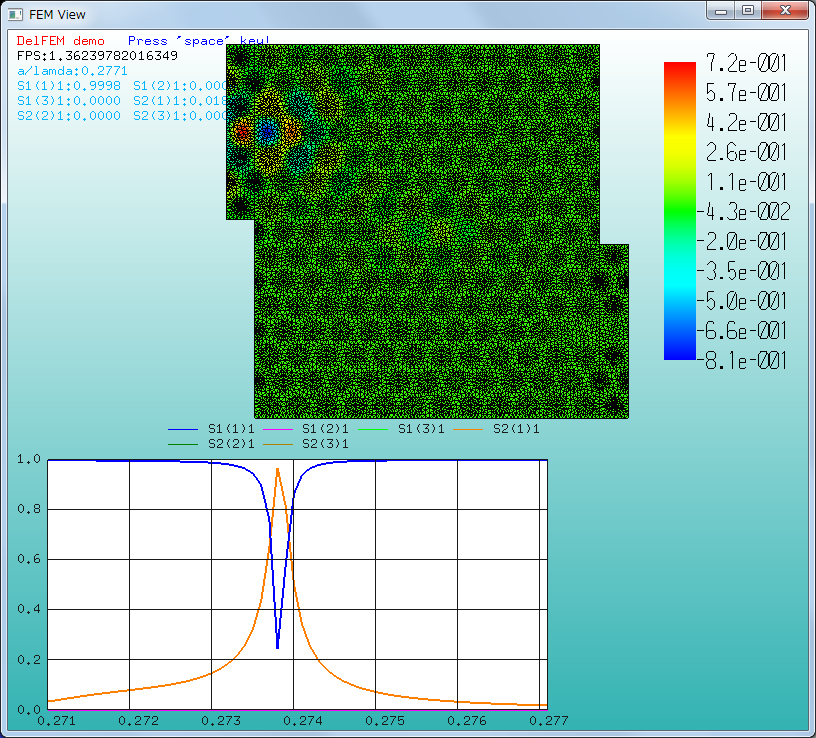 FEM View
DelFEM demo Press 'space' key!
FPS:1.36239782016349
a/lamda:0.2771
S1(1)1:0.9998 S1(2)1:0.000
S1(3)1:0.0000 S2(1)1:0.018
S2(2)1:0.0000 S2(3)1:0.000
7.2e-001
5.7e-001
4.2e-001
2.6e-001
1.1e-001
-4.3e-002
-2.0e-001
-3.5e-001
-5.0e-001
-6.6e-001
-8.1e-001
S1(1)1 S1(2)1 S1(3)1 S2(1)1
S2(2)1 S2(3)1
1.0
0.8
0.6
0.4
0.2
0.0
0.271 0.272 0.273 0.274 0.275 0.276 0.277